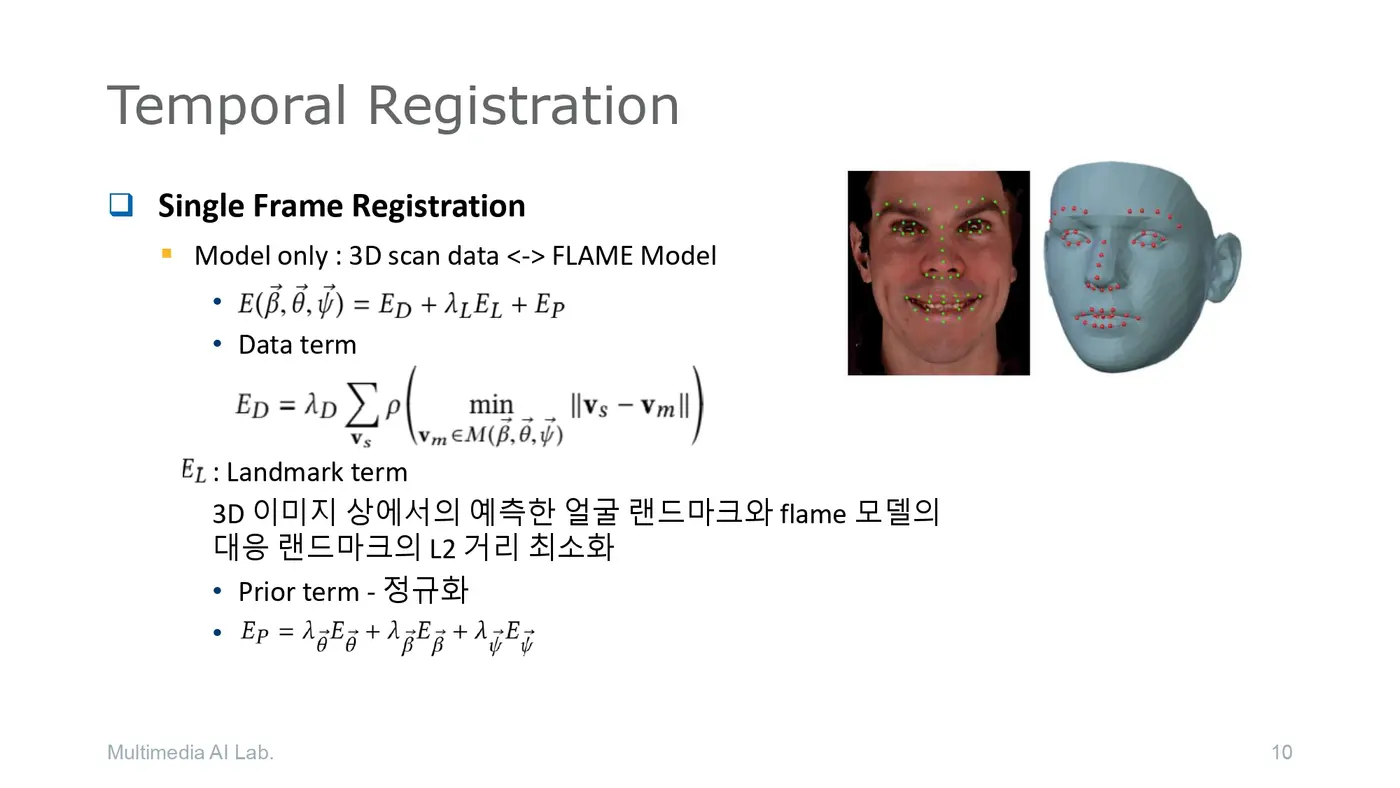 Temporal Registration
❑ Single Frame Registration
▪ Model only : 3D scan data <-> FLAME Model
• $E(\vec{\beta}, \vec{\theta}, \vec{\psi}) = E_D + \lambda_L E_L + E_P$
• Data term
$E_D = \lambda_D \sum_{\mathbf{v}_s} \rho \left( \min_{\mathbf{v}_m \in M(\vec{\beta}, \vec{\theta}, \vec{\psi})} \|\mathbf{v}_s - \mathbf{v}_m\| \right)$
$E_L$ : Landmark term
3D 이미지 상에서의 예측한 얼굴 랜드마크와 flame 모델의
대응 랜드마크의 L2 거리 최소화
• Prior term - 정규화
• $E_P = \lambda_{\vec{\theta}} E_{\vec{\theta}} + \lambda_{\vec{\beta}} E_{\vec{\beta}} + \lambda_{\vec{\psi}} E_{\vec{\psi}}$
Multimedia AI Lab.
10